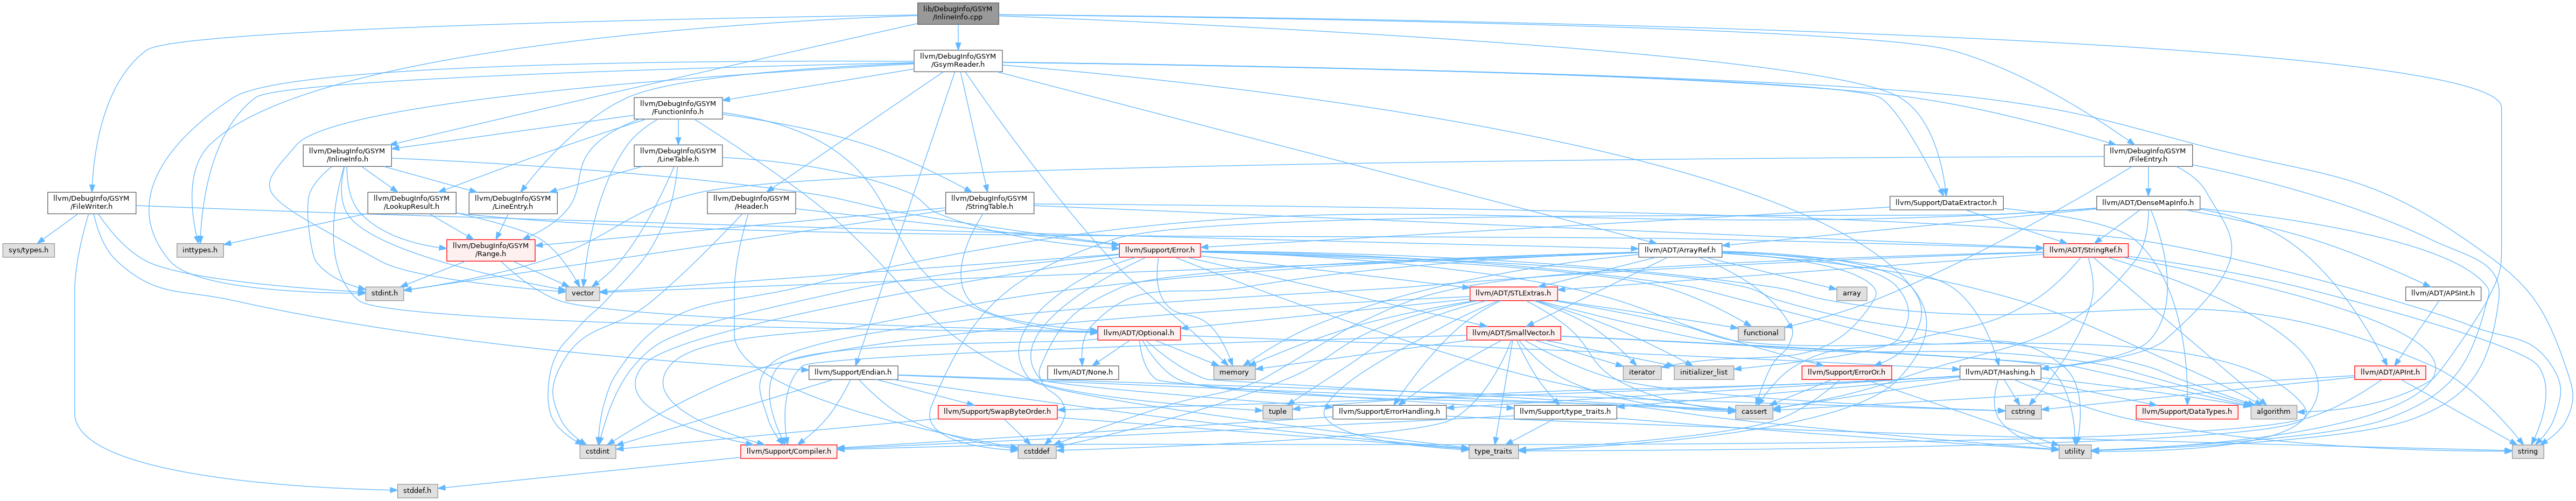 lib/DebugInfo/GSYM
/InlineInfo.cpp
llvm/DebugInfo/GSYM
/GsymReader.h
llvm/DebugInfo/GSYM
/FunctionInfo.h
llvm/DebugInfo/GSYM
/InlineInfo.h
llvm/DebugInfo/GSYM
/LineTable.h
llvm/DebugInfo/GSYM
/FileEntry.h
llvm/DebugInfo/GSYM
/FileWriter.h
llvm/DebugInfo/GSYM
/LookupResult.h
llvm/DebugInfo/GSYM
/LineEntry.h
llvm/DebugInfo/GSYM
/Header.h
llvm/DebugInfo/GSYM
/StringTable.h
llvm/Support/DataExtractor.h
llvm/ADT/DenseMapInfo.h
sys/types.h
inttypes.h
llvm/DebugInfo/GSYM
/Range.h
llvm/Support/Error.h
llvm/ADT/ArrayRef.h
llvm/ADT/StringRef.h
stdint.h
vector
llvm/ADT/STLExtras.h
array
llvm/ADT/APSInt.h
llvm/ADT/Optional.h
llvm/ADT/SmallVector.h
functional
llvm/Support/Endian.h
llvm/ADT/None.h
memory
iterator
initializer_list
llvm/Support/ErrorOr.h
llvm/ADT/Hashing.h
llvm/ADT/APInt.h
llvm/Support/SwapByteOrder.h
tuple
llvm/Support/ErrorHandling.h
llvm/Support/type_traits.h
cassert
cstring
llvm/Support/DataTypes.h
algorithm
cstdint
llvm/Support/Compiler.h
cstddef
type_traits
utility
string
stddef.h